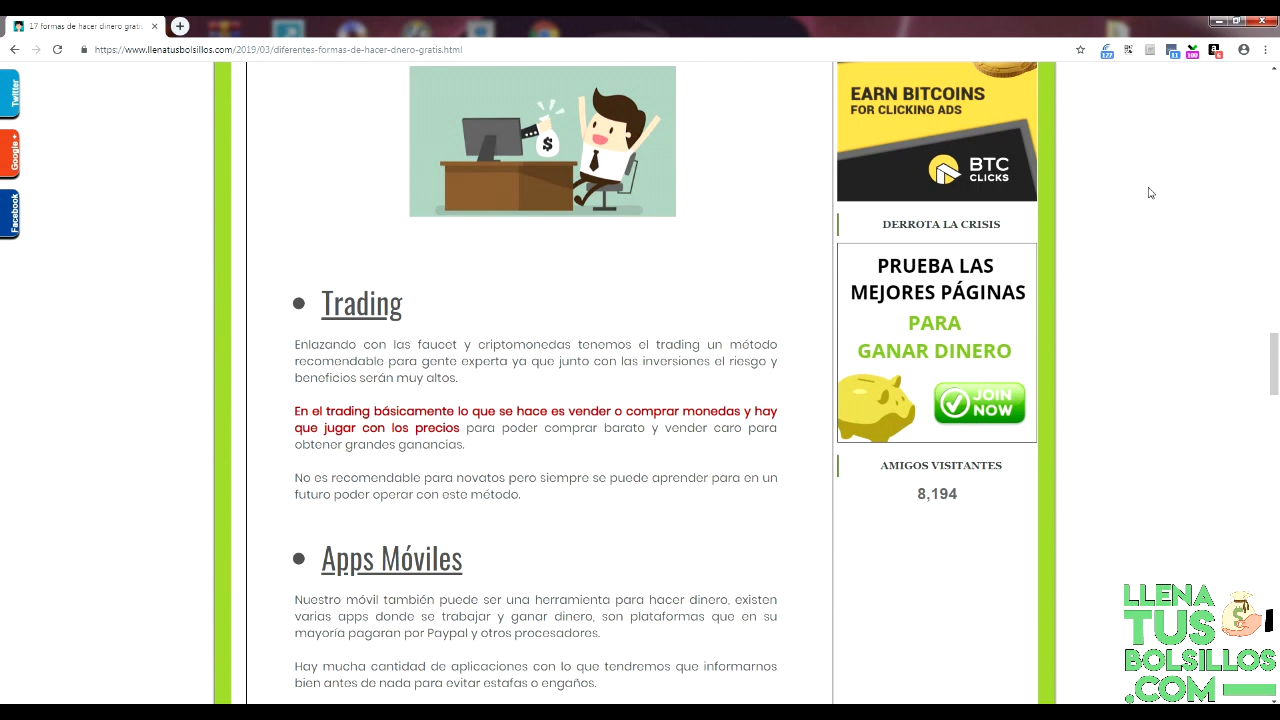 17 formas de hacer dinero gratis
https://www.llenatusbolsillos.com/2019/03/diferentes-formas-de-hacer-dnero-gratis.html
177
11
100
Twitter
Google +
Facebook
$
EARN BITCOINS
FOR CLICKING ADS
BTC
CLICKS
DERROTA LA CRISIS
PRUEBA LAS
MEJORES PÁGINAS
PARA
GANAR DINERO
JOIN
NOW
AMIGOS VISITANTES
8,194
Trading
Enlazando con las faucet y criptomonedas tenemos el trading un método
recomendable para gente experta ya que junto con las inversiones el riesgo y
beneficios serán muy altos.
En el trading básicamente lo que se hace es vender o comprar monedas y hay
que jugar con los precios para poder comprar barato y vender caro para
obtener grandes ganancias.
No es recomendable para novatos pero siempre se puede aprender para en un
futuro poder operar con este método.
Apps Móviles
Nuestro móvil también puede ser una herramienta para hacer dinero, existen
varias apps donde se trabajar y ganar dinero, son plataformas que en su
mayoría pagaran por Paypal y otros procesadores.
Hay mucha cantidad de aplicaciones con lo que tendremos que informarnos
bien antes de nada para evitar estafas o engaños.
LLENA
TUS
BOLSILLOS
.COM